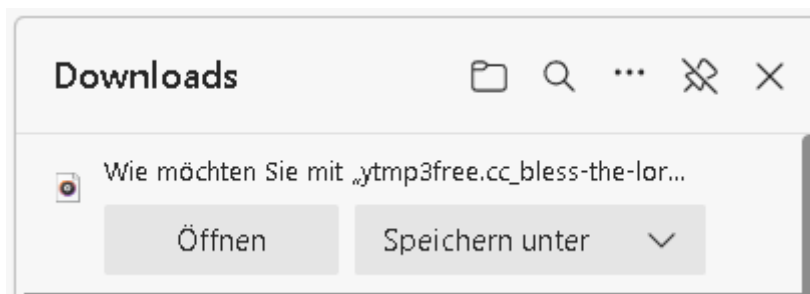 Downloads
Wie möchten Sie mit „ytmp3free.cc_bless-the-lor...
Öffnen
Speichern unter